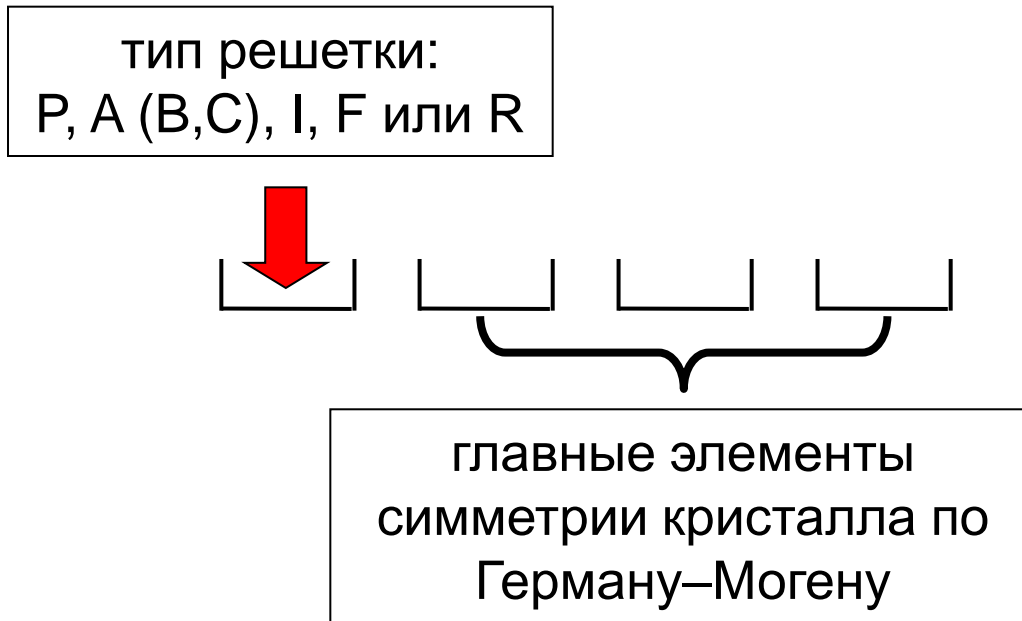 тип решетки:
P, A (B,C), I, F или R
главные элементы
симметрии кристалла по
Герману–Могену